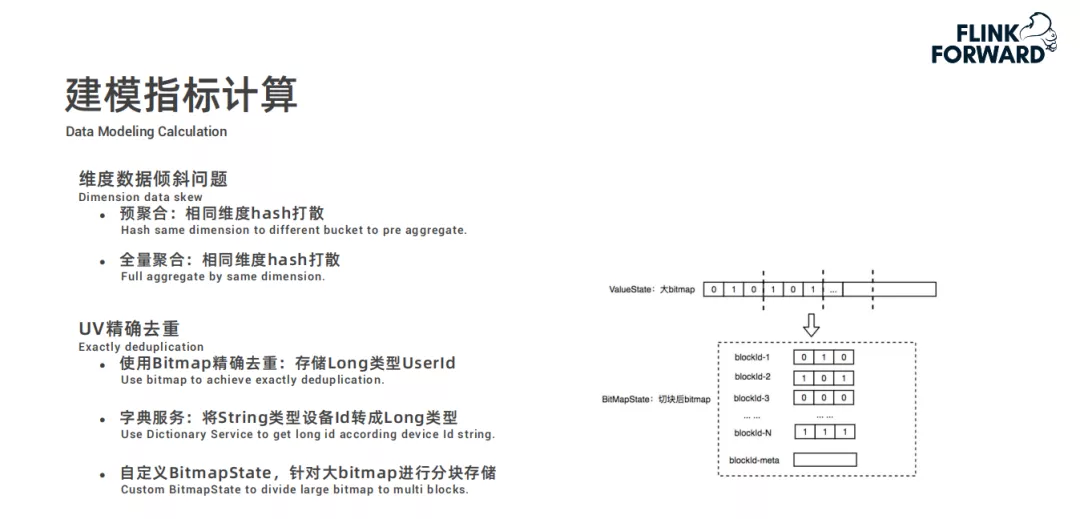 FLINK
FORWARD
建模指标计算
Data Modeling Calculation
维度数据倾斜问题
Dimension data skew
• 预聚合：相同维度hash打散
Hash same dimension to different bucket to pre aggregate.
• 全量聚合：相同维度hash打散
Full aggregate by same dimension.
UV精确去重
Exactly deduplication
• 使用Bitmap精确去重：存储Long类型UserId
Use bitmap to achieve exactly deduplication.
• 字典服务：将String类型设备Id转成Long类型
Use Dictionary Service to get long id according device Id string.
• 自定义BitmapState，针对大bitmap进行分块存储
Custom BitmapState to divide large bitmap to multi blocks.
ValueState：大bitmap 0 1 0 1 0 1 ...
BitMapState：切块后bitmap
blockId-1 0 1 0
blockId-2 1 0 1
blockId-3 0 0 0
... ... ... ...
blockId-N 1 1 1
blockId-meta